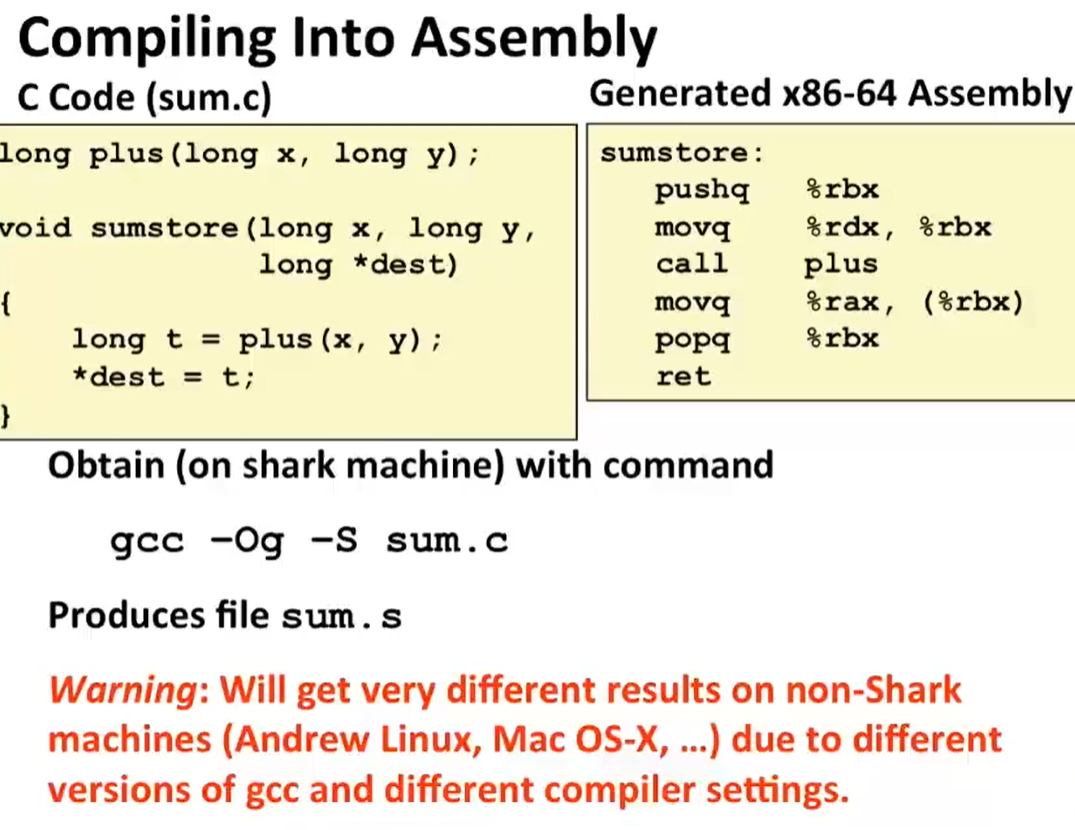 Compiling Into Assembly
C Code (sum.c)
long plus(long x, long y);
void sumstore(long x, long y,
long *dest)
{
long t = plus(x, y);
*dest = t;
}
Generated x86-64 Assembly
sumstore:
pushq %rbx
movq %rdx, %rbx
call plus
movq %rax, (%rbx)
popq %rbx
ret
Obtain (on shark machine) with command
gcc –Og –S sum.c
Produces file sum.s
Warning: Will get very different results on non-Shark
machines (Andrew Linux, Mac OS-X, ...) due to different
versions of gcc and different compiler settings.